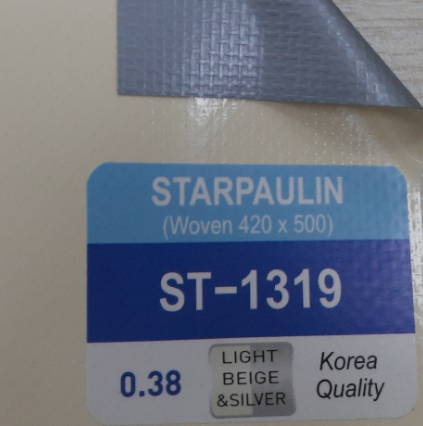 STARPAULIN
(Woven 420 x 500)
ST-1319
0.38
LIGHT
BEIGE
&SILVER
Korea
Quality